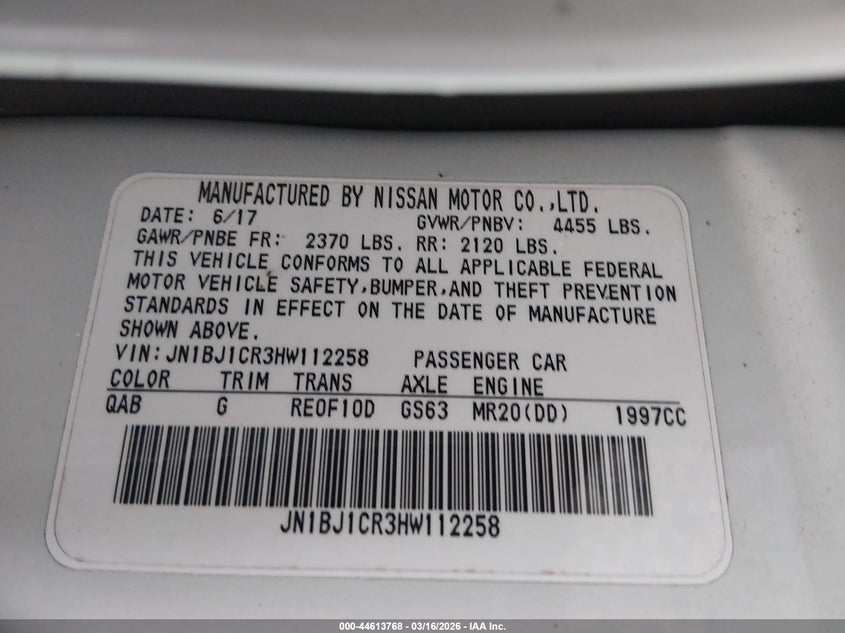 MANUFACTURED BY NISSAN MOTOR CO.,LTD.
DATE: 6/17 GVWR/PNBV: 4455 LBS.
GAWR/PNBE FR: 2370 LBS. RR: 2120 LBS.
THIS VEHICLE CONFORMS TO ALL APPLICABLE FEDERAL
MOTOR VEHICLE SAFETY,BUMPER,AND THEFT PREVENTION
STANDARDS IN EFFECT ON THE DATE OF MANUFACTURE
SHOWN ABOVE.
VIN:JN1BJ1CR3HW112258 PASSENGER CAR
COLOR TRIM TRANS AXLE ENGINE
QAB G RE0F10D GS63 MR20(DD) 1997CC
JN1BJ1CR3HW112258
000-44613768 - 03/16/2026 - IAA Inc.